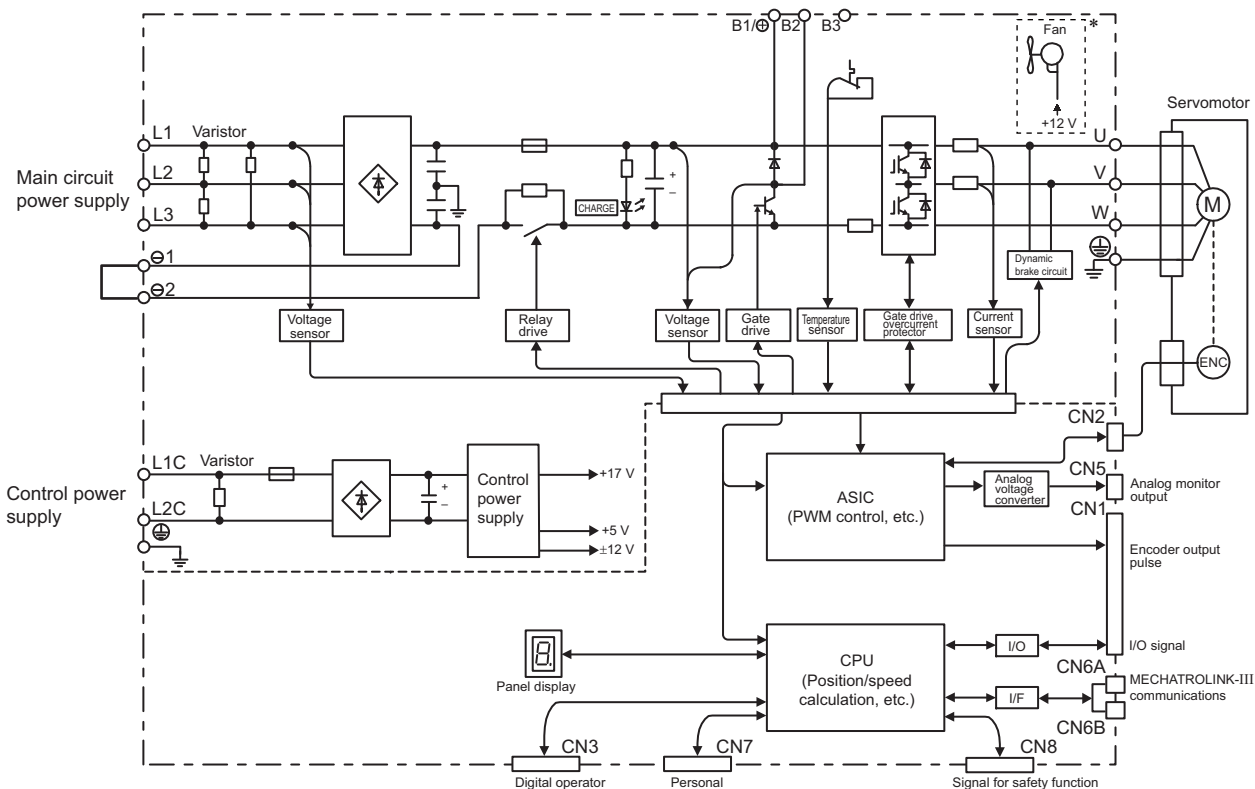 B1/⊕ B2 B3
Fan *
+12 V
Servomotor
Main circuit
power supply
L1
Varistor
L2
L3
⊖1
⊖2
CHARGE
+
–
U
V
W
M
ENC
Dynamic
brake circuit
Voltage
sensor
Relay
drive
Voltage
sensor
Gate
drive
Temperature
sensor
Gate drive
overcurrent
protector
Current
sensor
Control power
supply
L1C
Varistor
L2C
+
–
Control
power
supply
+17 V
+5 V
±12 V
ASIC
(PWM control, etc.)
Analog
voltage
converter
CN2
CN5
Analog monitor
output
CN1
Encoder output
pulse
I/O signal
8.
Panel display
CPU
(Position/speed
calculation, etc.)
I/O
I/F
CN6A
MECHATROLINK-III
communications
CN6B
CN3
Digital operator
CN7
Personal
CN8
Signal for safety function